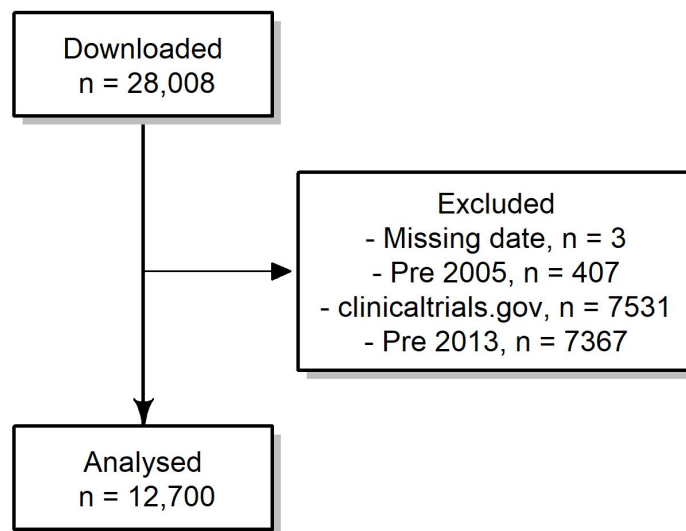 Downloaded
n = 28,008
Excluded
- Missing date, n = 3
- Pre 2005, n = 407
- clinicaltrials.gov, n = 7531
- Pre 2013, n = 7367
Analysed
n = 12,700